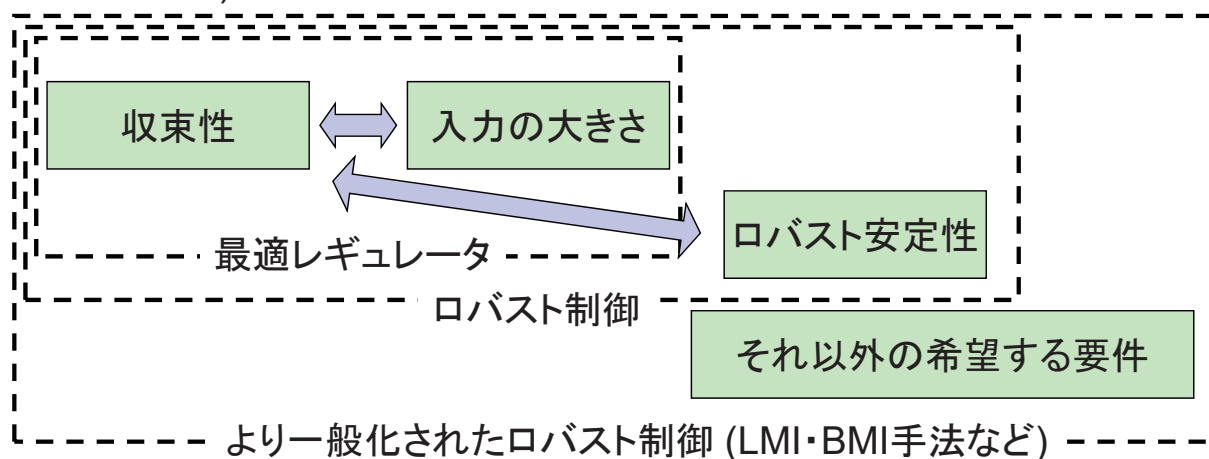 収束性
入力の大きさ
ロバスト安定性
最適レギュレータ
ロバスト制御
それ以外の希望する要件
より一般化されたロバスト制御 (LMI・BMI手法など)